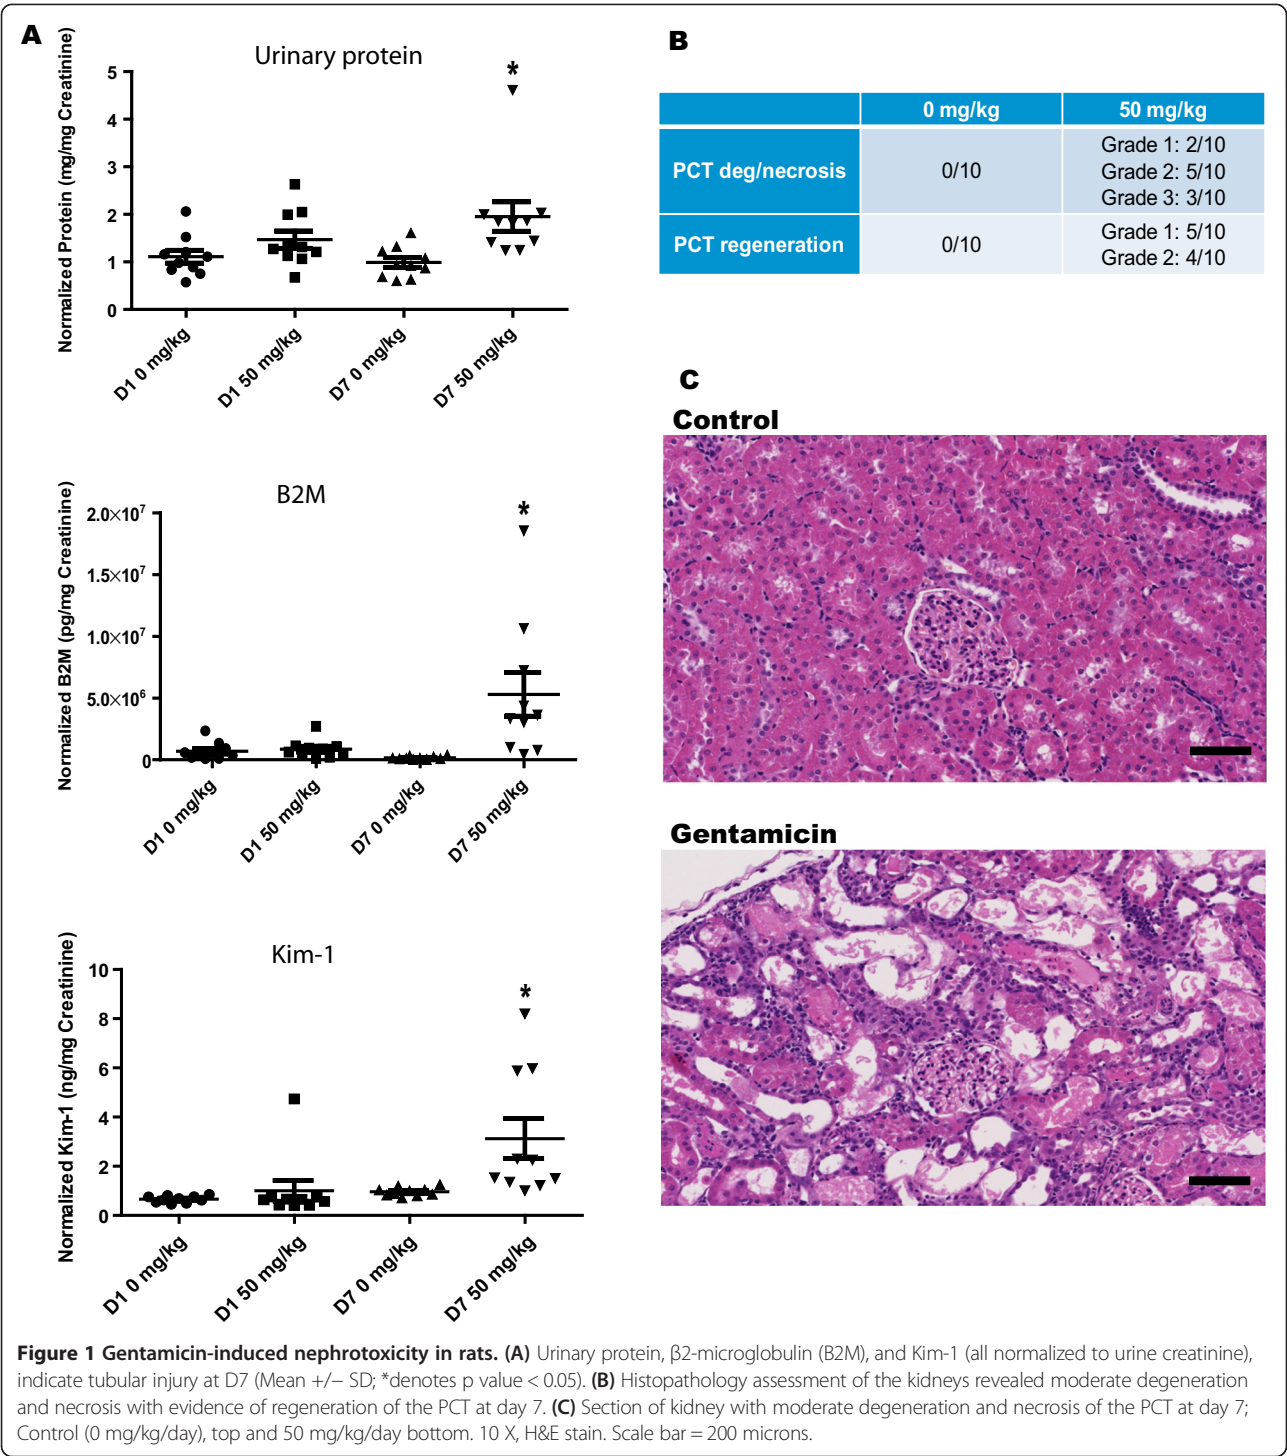 A
Urinary protein
Normalized Protein (mg/mg Creatinine)
5
4
3
2
1
0
*
D1 0 mg/kg
D1 50 mg/kg
D7 0 mg/kg
D7 50 mg/kg
B2M
Normalized B2M (pg/mg Creatinine)
2.0×10⁷
1.5×10⁷
1.0×10⁷
5.0×10⁶
0
*
D1 0 mg/kg
D1 50 mg/kg
D7 0 mg/kg
D7 50 mg/kg
Kim-1
Normalized Kim-1 (ng/mg Creatinine)
10
8
6
4
2
0
*
D1 0 mg/kg
D1 50 mg/kg
D7 0 mg/kg
D7 50 mg/kg
B
0 mg/kg
50 mg/kg
PCT deg/necrosis
0/10
Grade 1: 2/10
Grade 2: 5/10
Grade 3: 3/10
PCT regeneration
0/10
Grade 1: 5/10
Grade 2: 4/10
C
Control
Gentamicin
Figure 1 Gentamicin-induced nephrotoxicity in rats. (A) Urinary protein, β2-microglobulin (B2M), and Kim-1 (all normalized to urine creatinine),
indicate tubular injury at D7 (Mean +/− SD; *denotes p value < 0.05). (B) Histopathology assessment of the kidneys revealed moderate degeneration
and necrosis with evidence of regeneration of the PCT at day 7. (C) Section of kidney with moderate degeneration and necrosis of the PCT at day 7;
Control (0 mg/kg/day), top and 50 mg/kg/day bottom. 10 X, H&E stain. Scale bar = 200 microns.